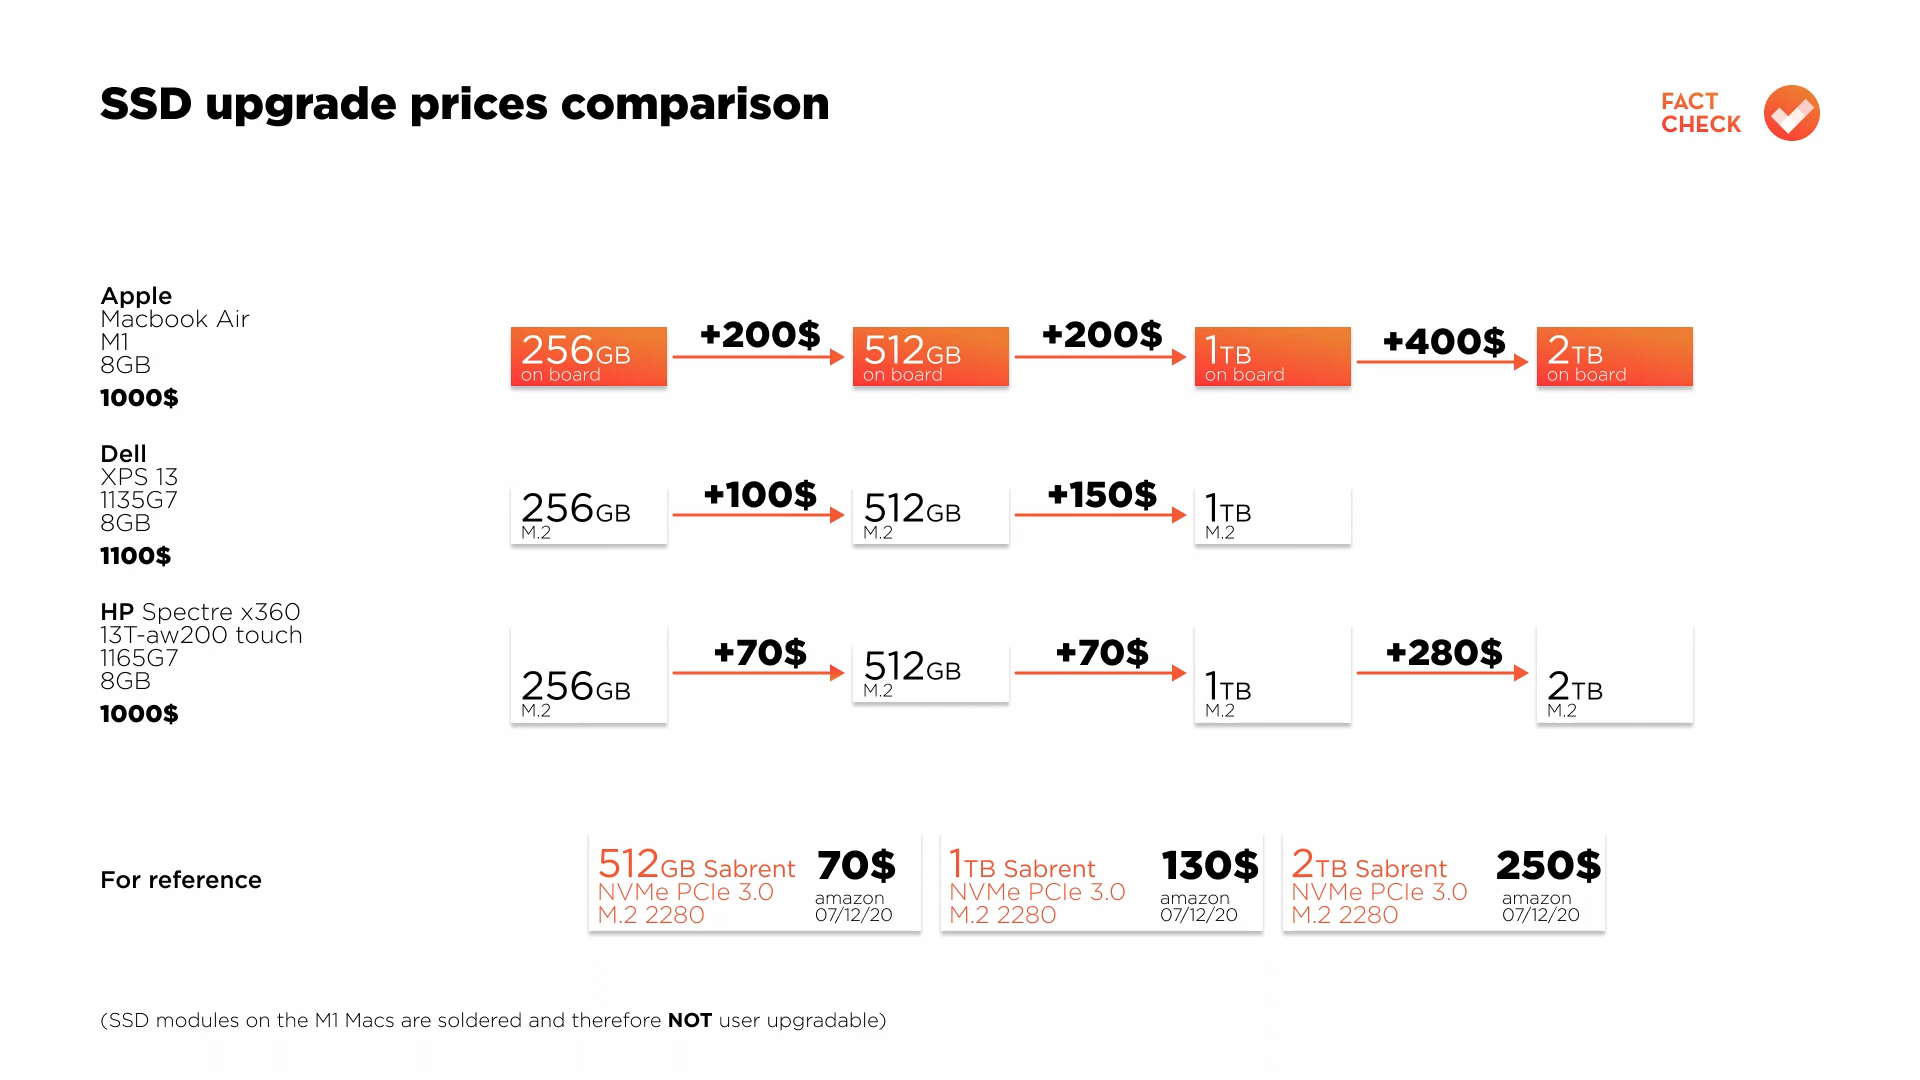 SSD upgrade prices comparison
FACT
CHECK
Apple
Macbook Air
M1
8GB
1000$
256GB
on board
+200$
512GB
on board
+200$
1TB
on board
+400$
2TB
on board
Dell
XPS 13
1135G7
8GB
1100$
256GB
M.2
+100$
512GB
M.2
+150$
1TB
M.2
HP Spectre x360
13T-aw200 touch
1165G7
8GB
1000$
256GB
M.2
+70$
512GB
M.2
+70$
1TB
M.2
+280$
2TB
M.2
For reference
512GB Sabrent
NVMe PCIe 3.0
M.2 2280
70$
amazon
07/12/20
1TB Sabrent
NVMe PCIe 3.0
M.2 2280
130$
amazon
07/12/20
2TB Sabrent
NVMe PCIe 3.0
M.2 2280
250$
amazon
07/12/20
(SSD modules on the M1 Macs are soldered and therefore NOT user upgradable)